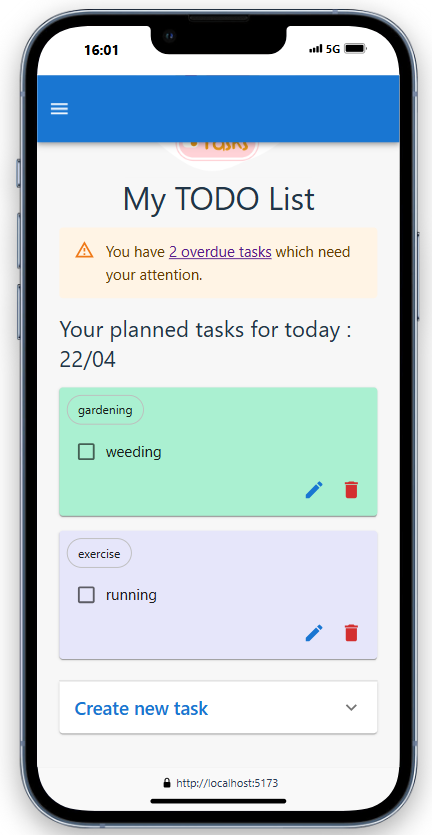 16:01
5G
Tasks
My TODO List
You have 2 overdue tasks which need
your attention.
Your planned tasks for today :
22/04
gardening
weeding
exercise
running
Create new task
http://localhost:5173